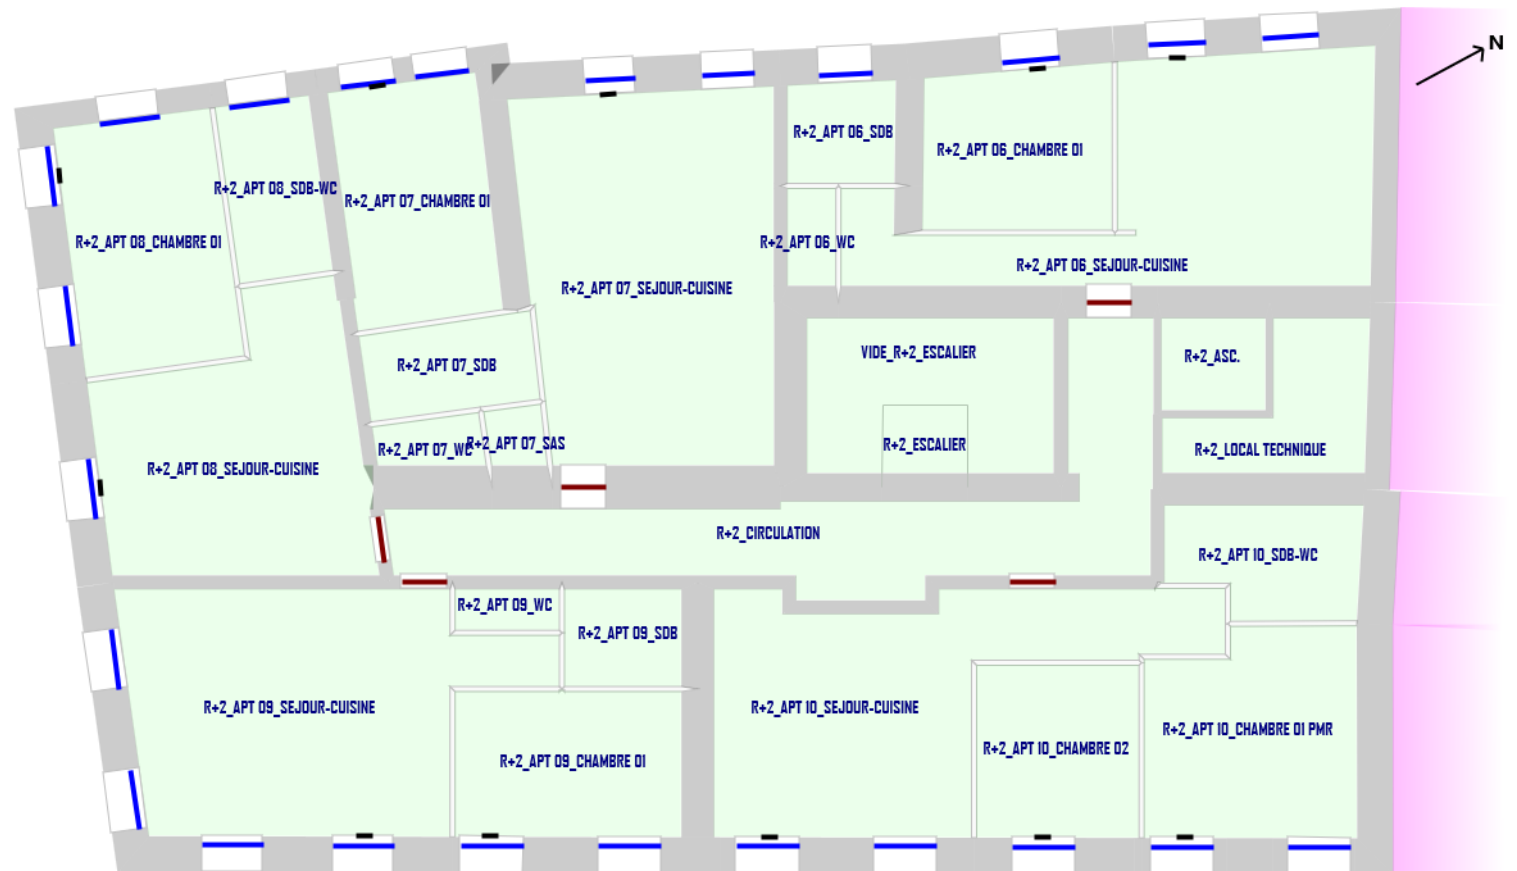 N
R+2_APT 06_SDB
R+2_APT 06_CHAMBRE 01
R+2_APT 08_SDB-WC
R+2_APT 07_CHAMBRE 01
R+2_APT 08_CHAMBRE 01
R+2_APT 06_WC
R+2_APT 06_SEJOUR-CUISINE
R+2_APT 07_SEJOUR-CUISINE
VIDE_R+2_ESCALIER
R+2_ASC.
R+2_APT 07_SDB
R+2_APT 07_WC
R+2_APT 07_SAS
R+2_ESCALIER
R+2_LOCAL TECHNIQUE
R+2_APT 08_SEJOUR-CUISINE
R+2_CIRCULATION
R+2_APT 10_SDB-WC
R+2_APT 09_WC
R+2_APT 09_SDB
R+2_APT 09_SEJOUR-CUISINE
R+2_APT 10_SEJOUR-CUISINE
R+2_APT 10_CHAMBRE 01 PMR
R+2_APT 10_CHAMBRE 02
R+2_APT 09_CHAMBRE 01